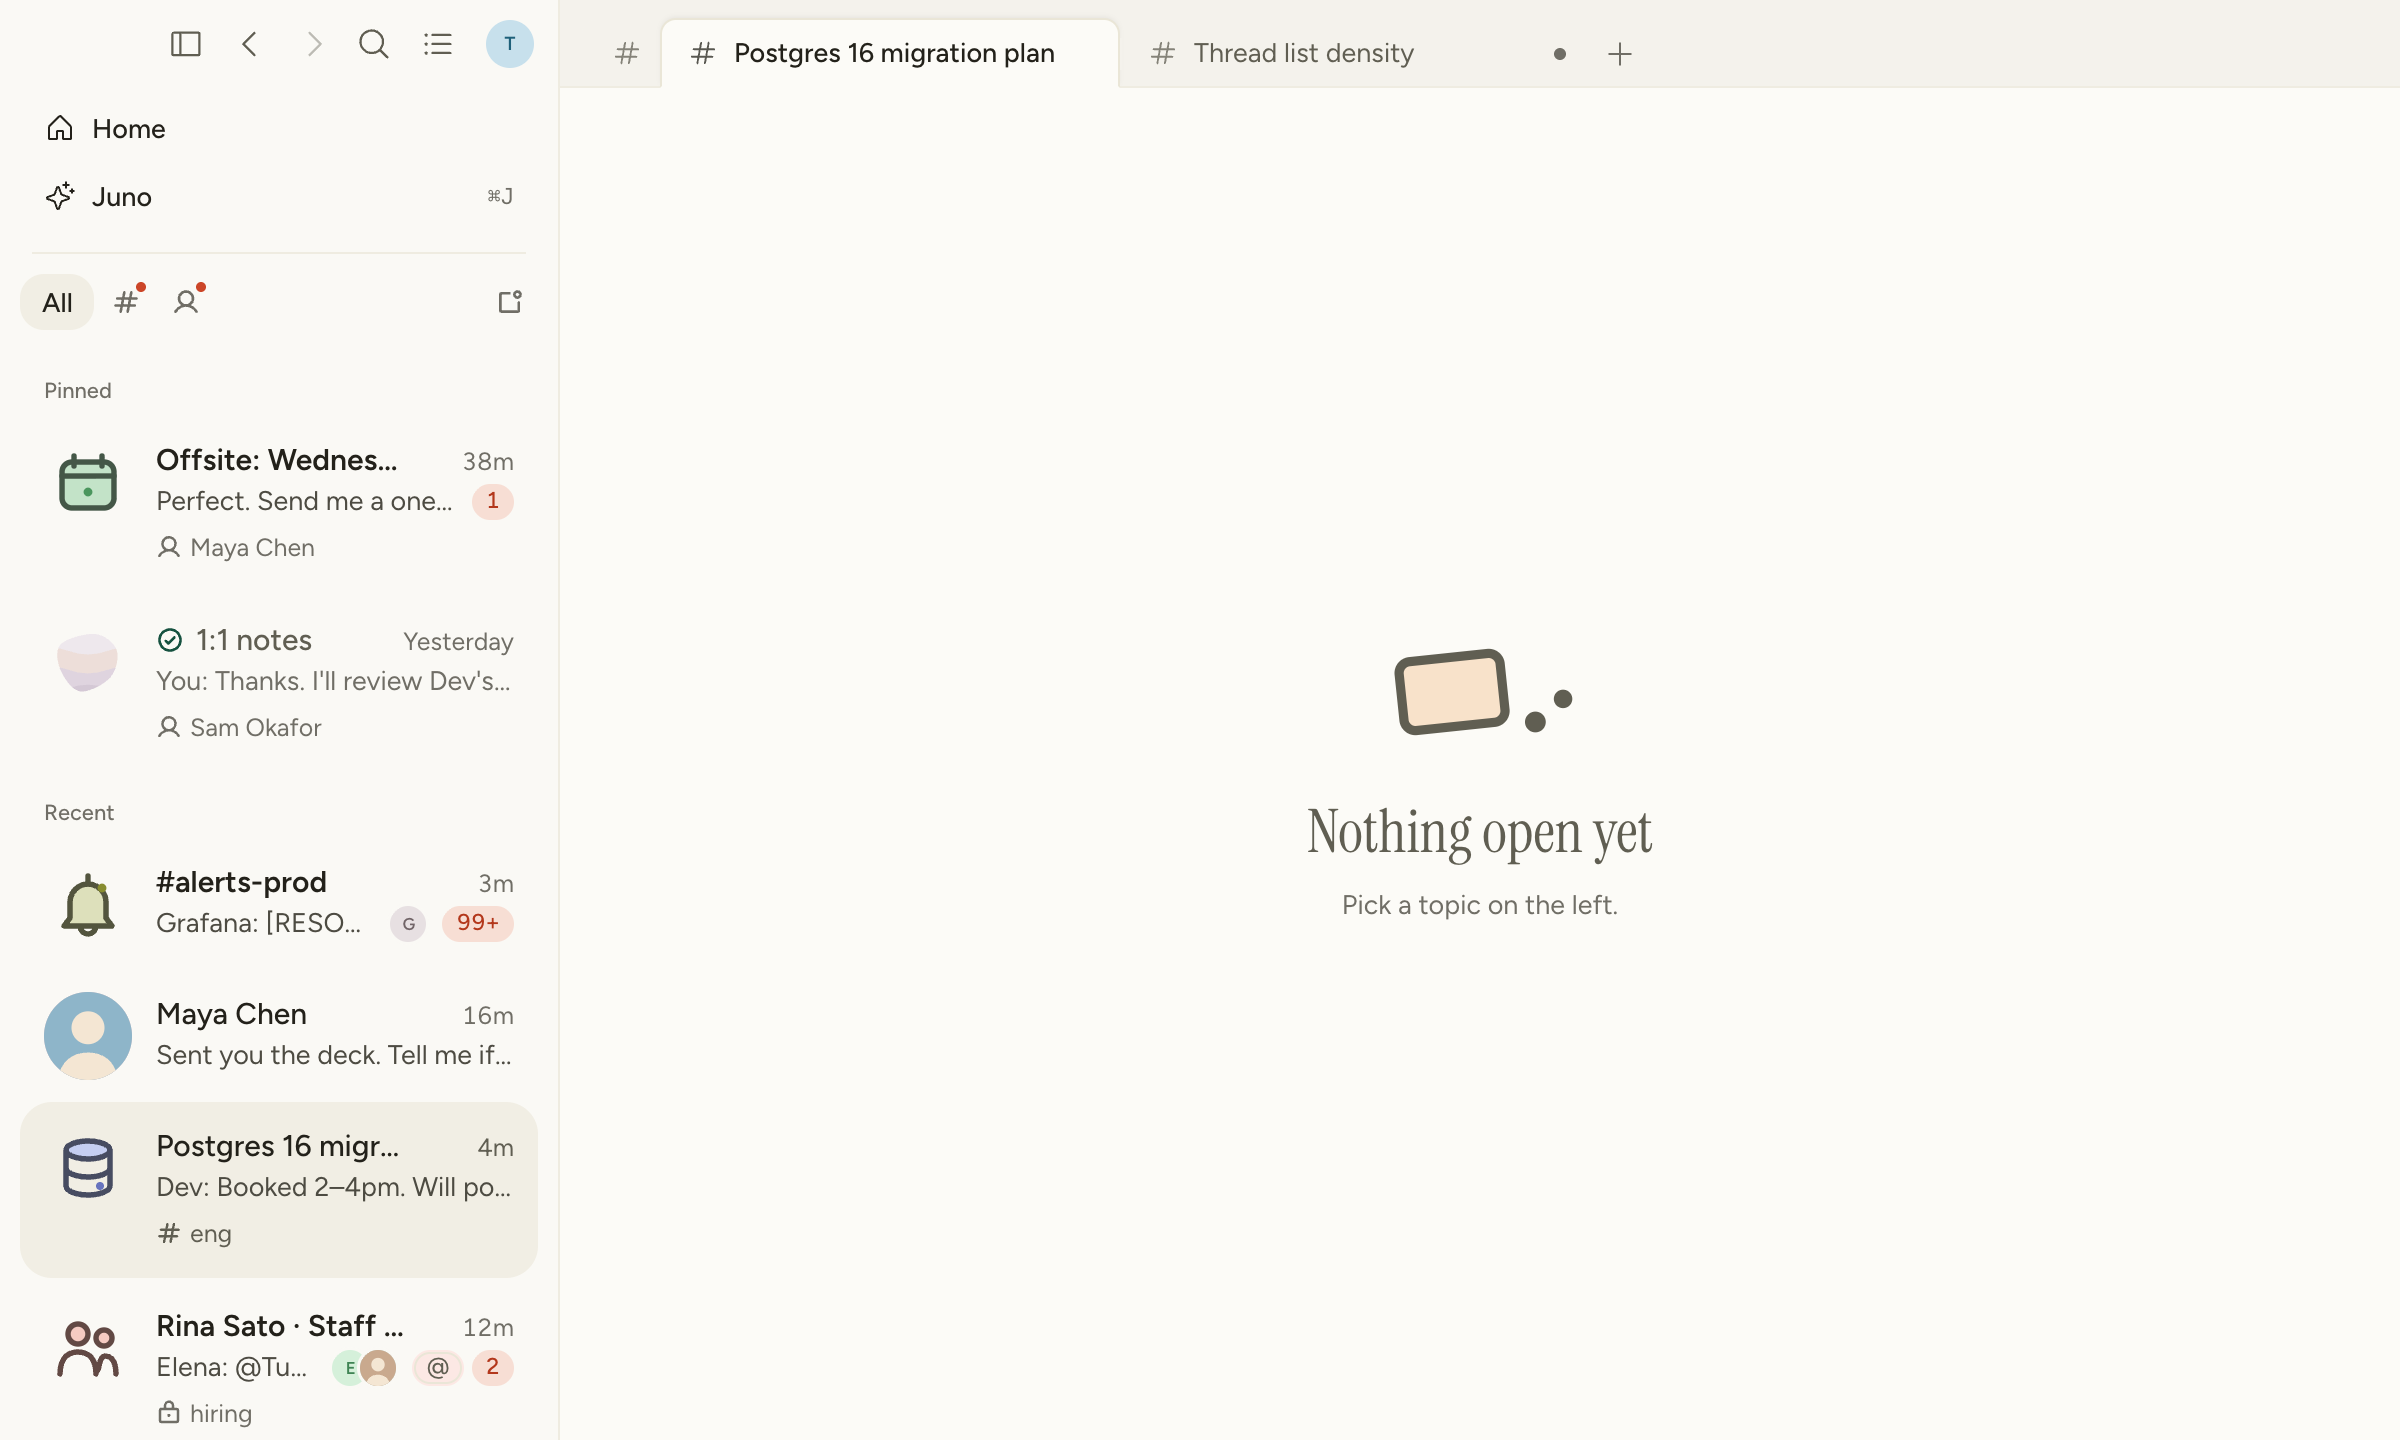 T
Postgres 16 migration plan
Thread list density
Home
Juno
⌘J
All
Pinned
Offsite: Wednes...
38m
Perfect. Send me a one...
1
Maya Chen
1:1 notes
Yesterday
You: Thanks. I'll review Dev's...
Sam Okafor
Recent
#alerts-prod
3m
Grafana: [RESO...
G
99+
Maya Chen
16m
Sent you the deck. Tell me if...
Postgres 16 migr...
4m
Dev: Booked 2–4pm. Will po...
# eng
Rina Sato · Staff ...
12m
Elena: @Tu...
E
@
2
hiring
Nothing open yet
Pick a topic on the left.